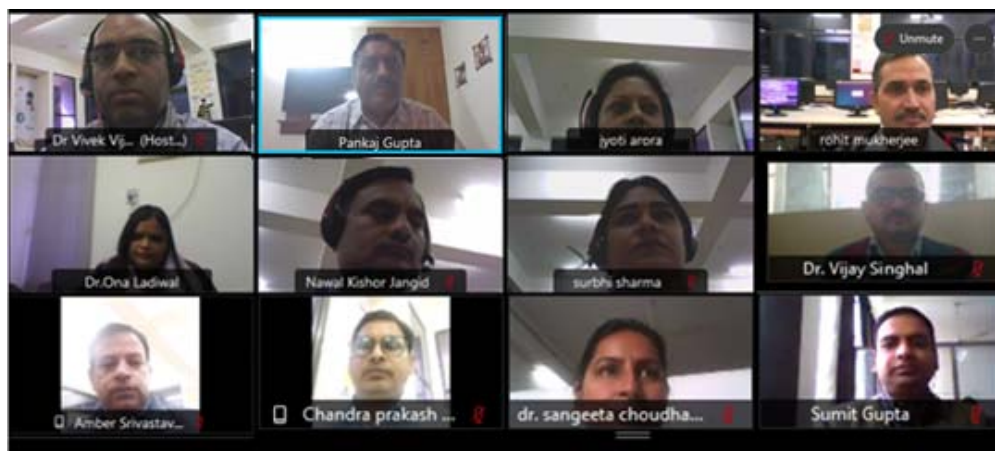 Unmute
Dr Vivek Vij... (Host...)
Pankaj Gupta
jyoti arora
rohit mukherjee
Dr.Ona Ladiwal
Nawal Kishor Jangid
surbhi sharma
Dr. Vijay Singhal
Amber Srivastav...
Chandra prakash ...
dr. sangeeta choudha...
Sumit Gupta